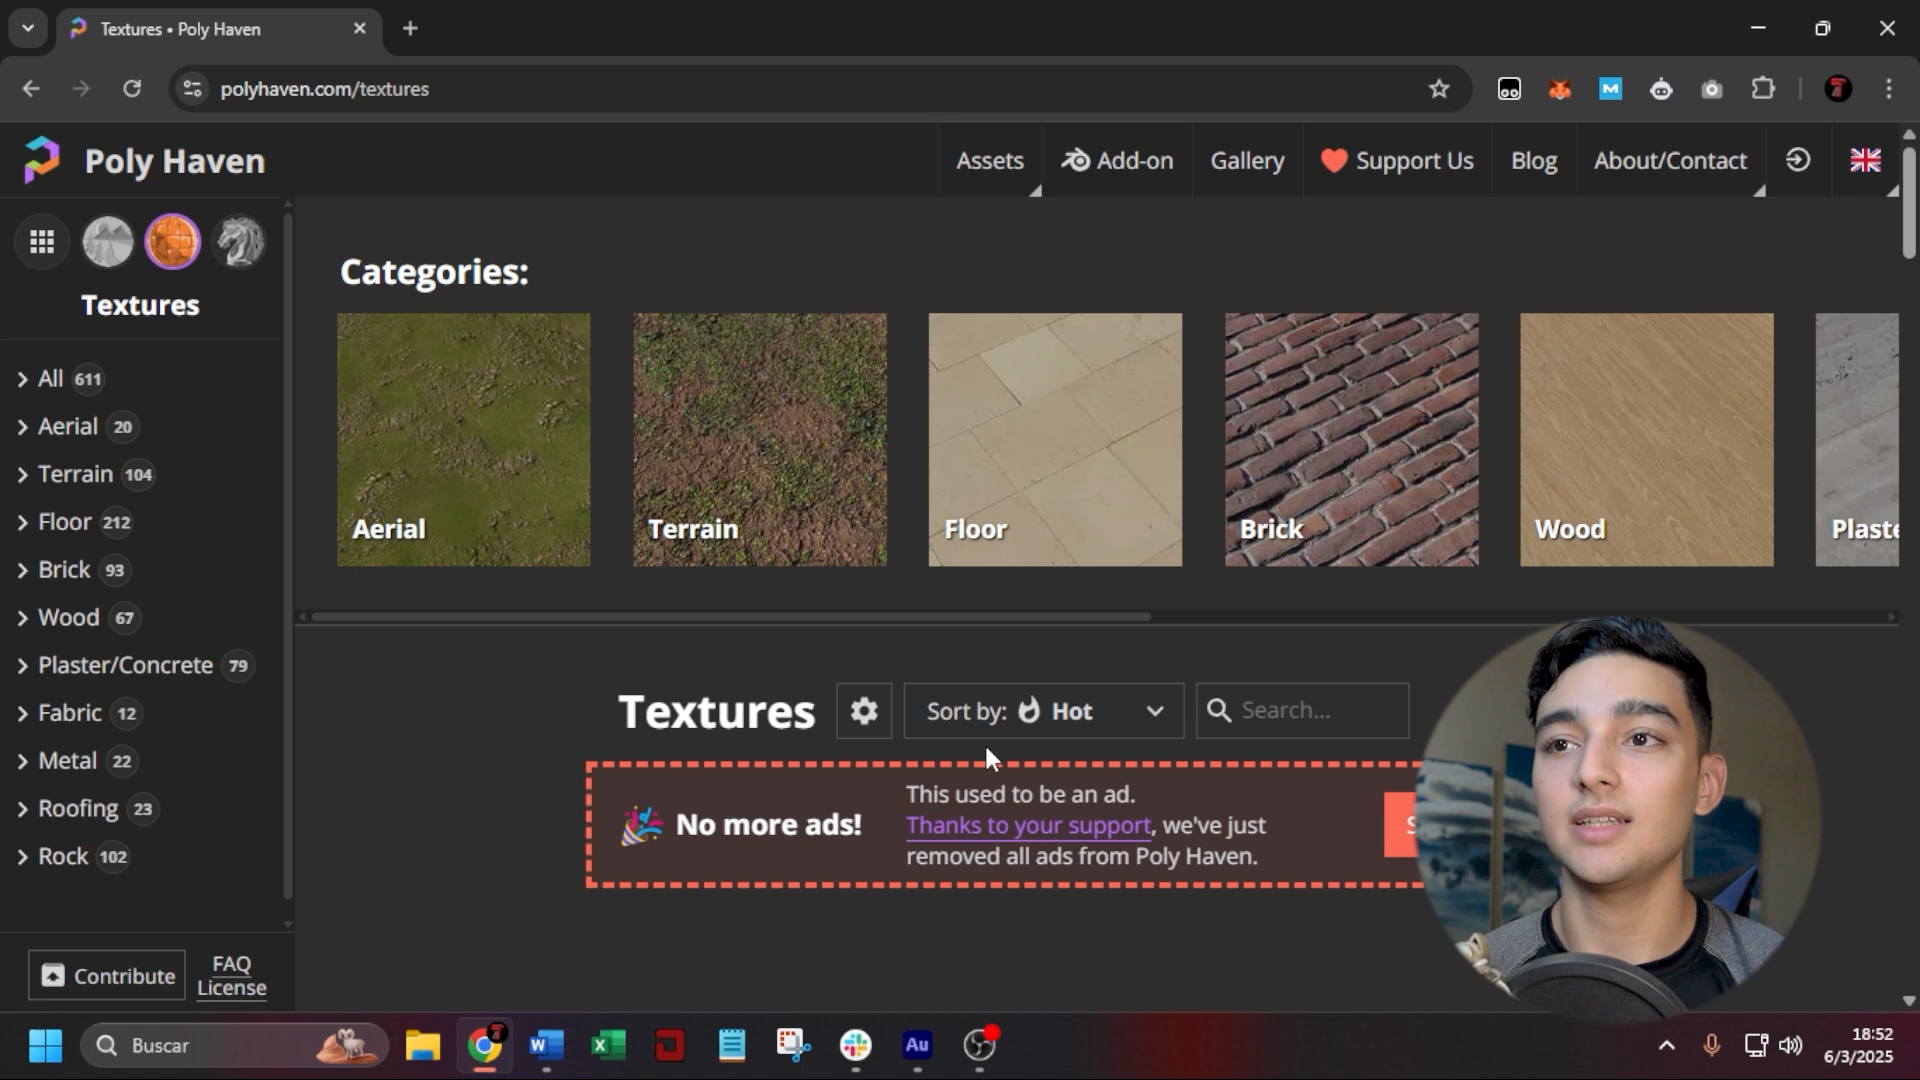 Textures • Poly Haven
polyhaven.com/textures
Poly Haven
Assets
Add-on
Gallery
Support Us
Blog
About/Contact
Textures
All 611
Aerial 20
Terrain 104
Floor 212
Brick 93
Wood 67
Plaster/Concrete 79
Fabric 12
Metal 22
Roofing 23
Rock 102
Contribute
FAQ
License
Categories:
Aerial
Terrain
Floor
Brick
Wood
Plaste
Textures
Sort by: Hot
Search...
No more ads!
This used to be an ad.
Thanks to your support, we've just
removed all ads from Poly Haven.
S
Buscar
Au
18:52
6/3/2025